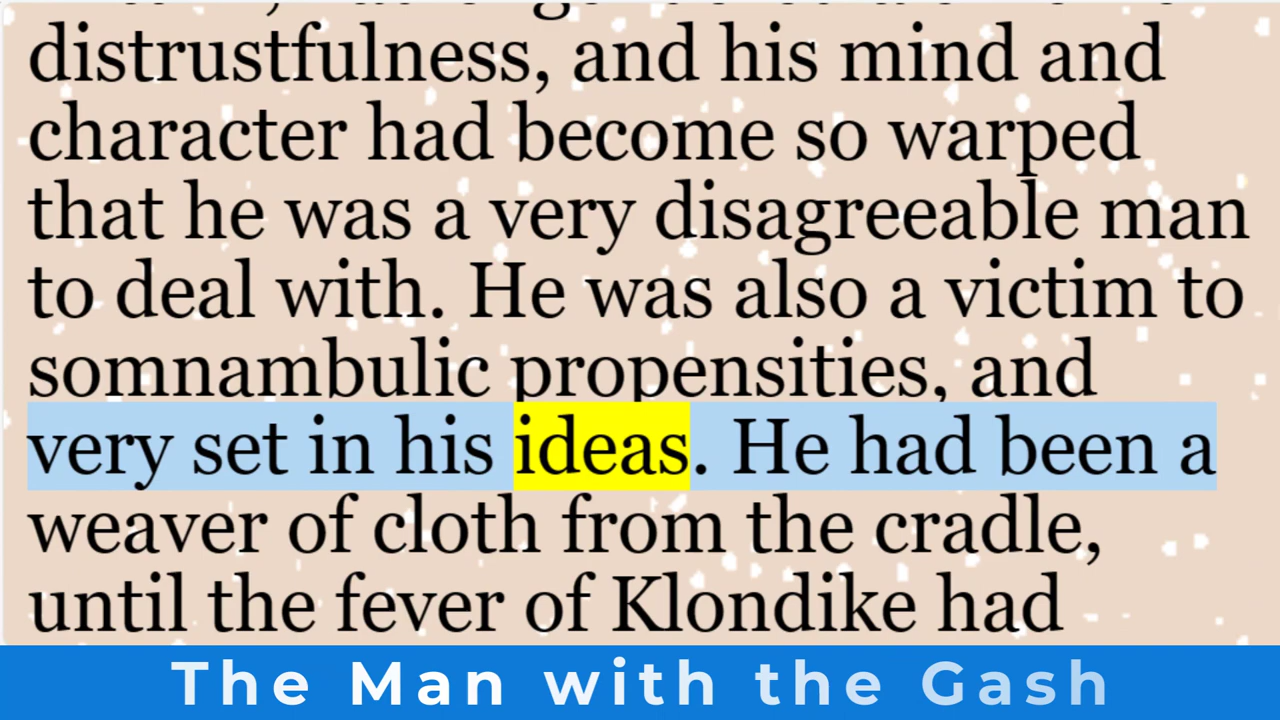 distrustfulness, and his mind and
character had become so warped
that he was a very disagreeable man
to deal with. He was also a victim to
somnambulic propensities, and
very set in his ideas. He had been a
weaver of cloth from the cradle,
until the fever of Klondike had
The Man with the Gash